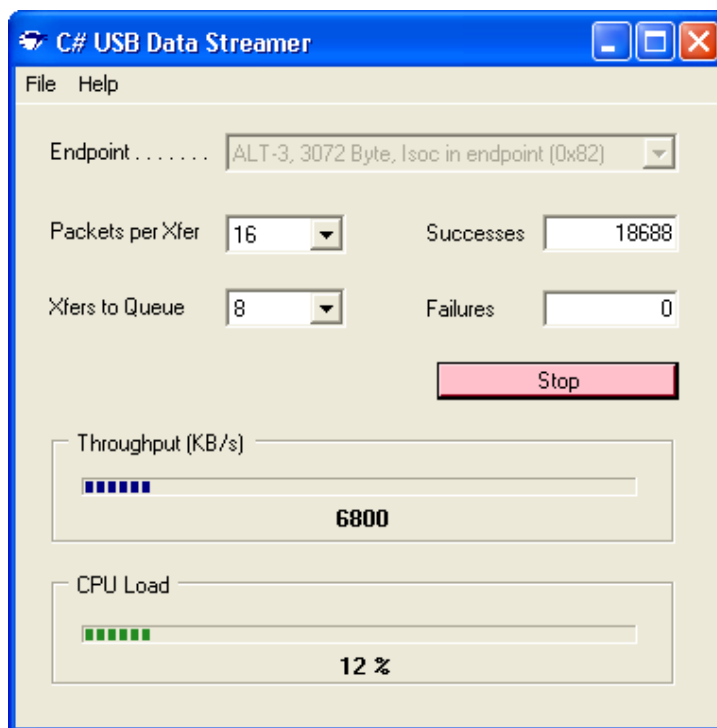 C# USB Data Streamer
File Help
Endpoint . . . . . . . ALT-3, 3072 Byte, Isoc in endpoint (0x82)
Packets per Xfer 16 Successes 18688
Xfers to Queue 8 Failures 0
Stop
Throughput (KB/s)
6800
CPU Load
12 %